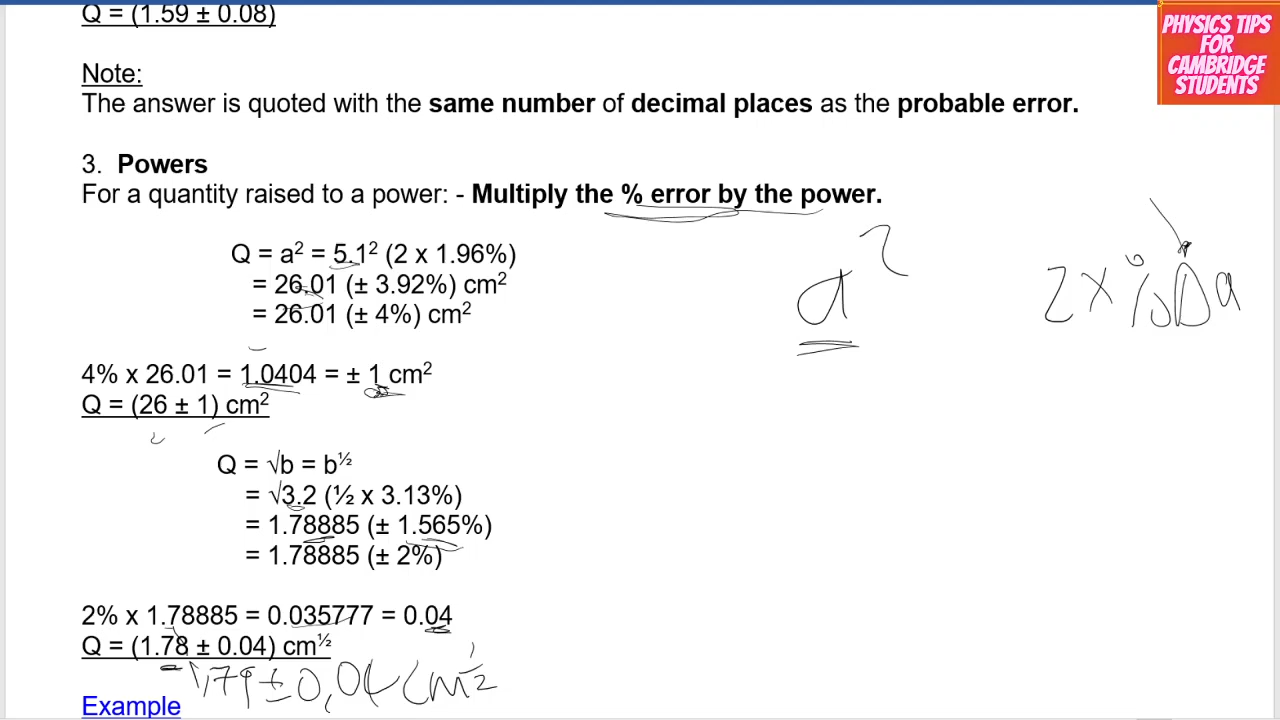 Q = (1.59 ± 0.08)
PHYSICS TIPS
FOR
CAMBRIDGE
STUDENTS
Note:
The answer is quoted with the same number of decimal places as the probable error.
3. Powers
For a quantity raised to a power: - Multiply the % error by the power.
Q = a² = 5.1² (2 x 1.96%)
= 26.01 (± 3.92%) cm²
= 26.01 (± 4%) cm²
a²
2 x % Δ a
4% x 26.01 = 1.0404 = ± 1 cm²
Q = (26 ± 1) cm²
Q = √b = b^½
= √3.2 (½ x 3.13%)
= 1.78885 (± 1.565%)
= 1.78885 (± 2%)
2% x 1.78885 = 0.035777 = 0.04
Q = (1.78 ± 0.04) cm^½
1.79 ± 0.04 cm^½
Example